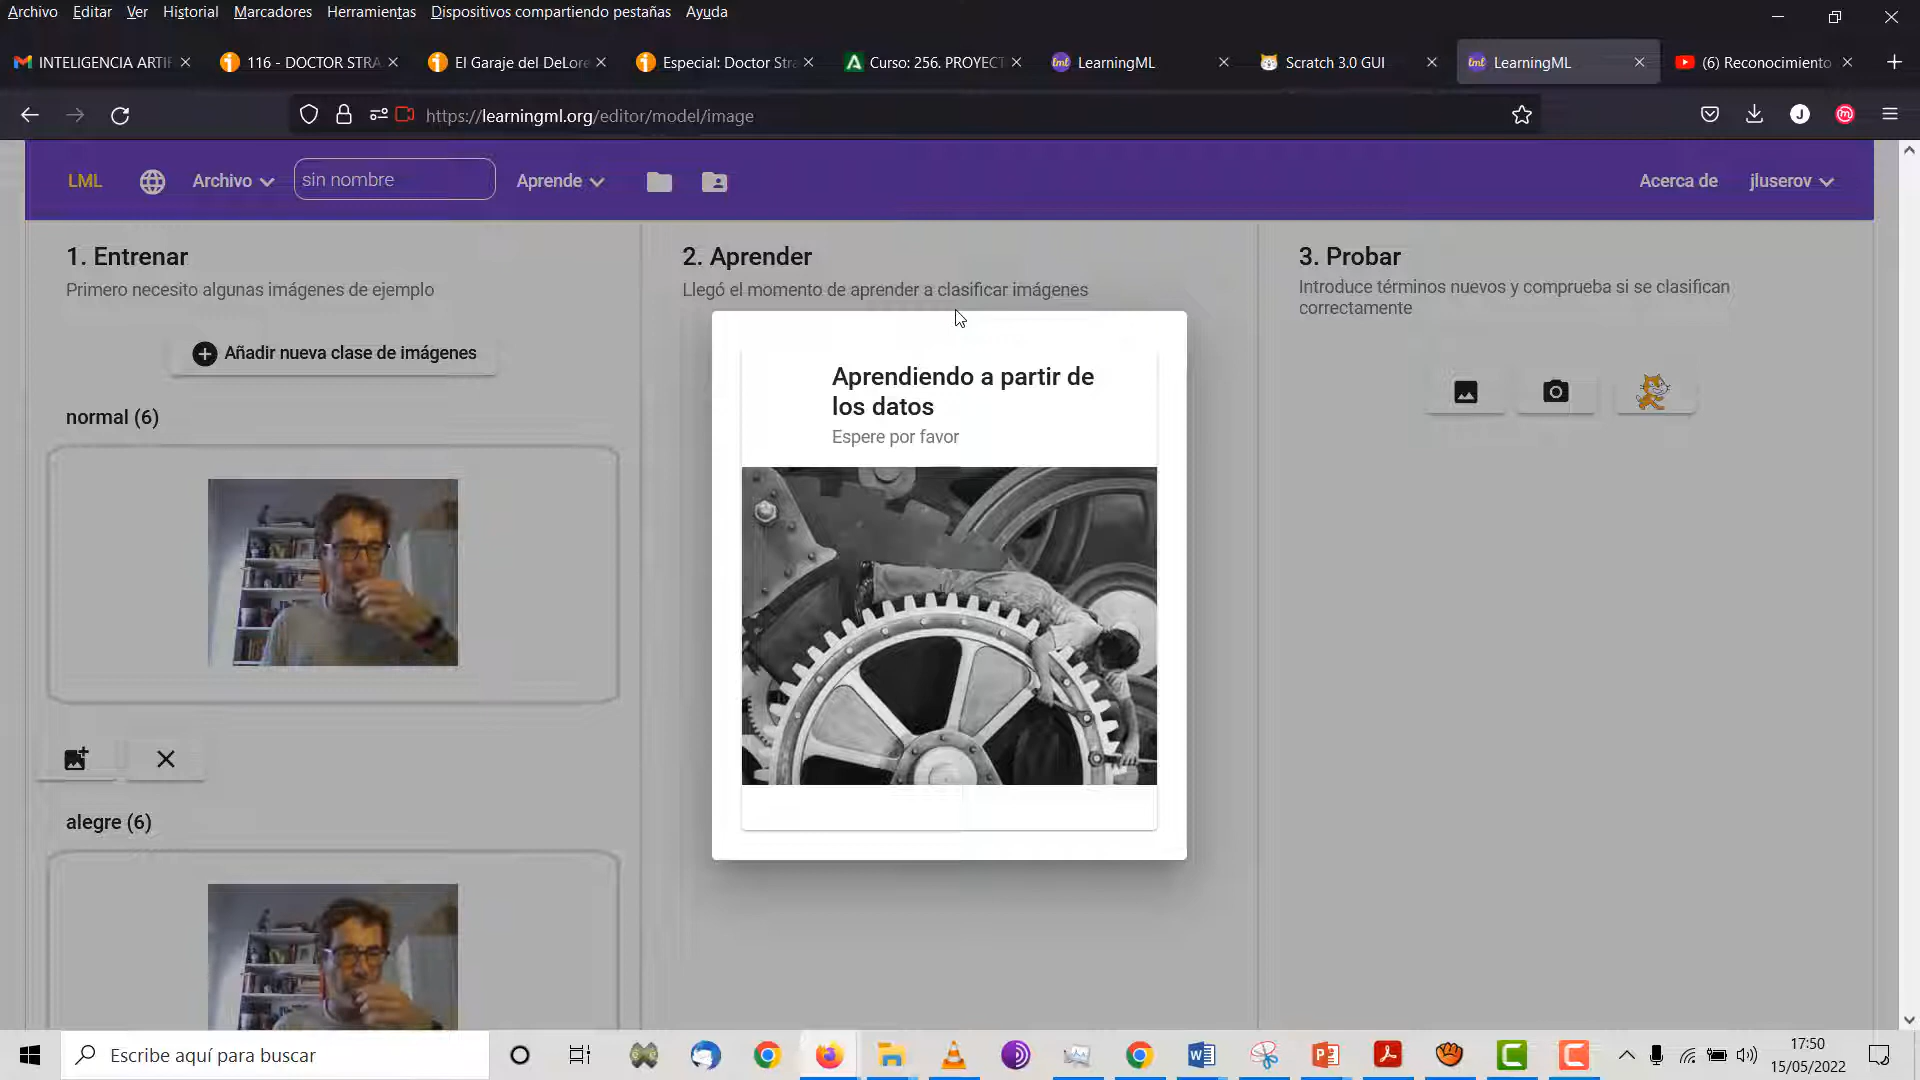 Archivo Editar Ver Historial Marcadores Herramientas Dispositivos compartiendo pestañas Ayuda
INTELIGENCIA ARTIF 116 - DOCTOR STRA El Garaje del DeLore Especial: Doctor Stra Curso: 256. PROYECT LearningML Scratch 3.0 GUI LearningML (6) Reconocimiento
https://learningml.org/editor/model/image
LML Archivo sin nombre Aprende Acerca de jluserov
1. Entrenar
Primero necesito algunas imágenes de ejemplo
Añadir nueva clase de imágenes
normal (6)
alegre (6)
2. Aprender
Llegó el momento de aprender a clasificar imágenes
Aprendiendo a partir de
los datos
Espere por favor
3. Probar
Introduce términos nuevos y comprueba si se clasifican
correctamente
Escribe aquí para buscar
17:50
15/05/2022